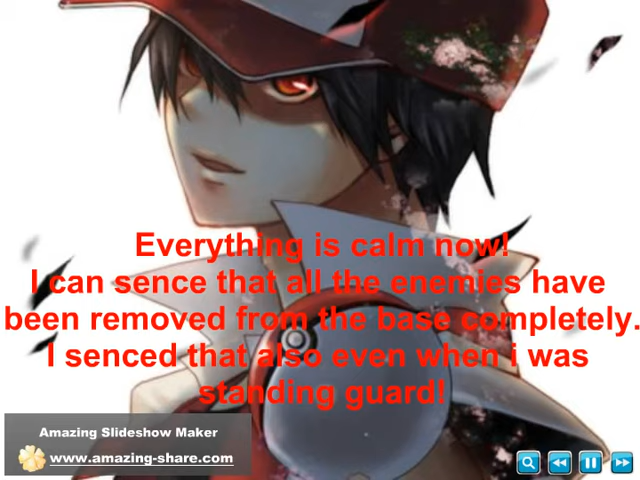 Everything is calm now!
I can sence that all the enemies have
been removed from the base completely.
I senced that also even when i was
standing guard!
Amazing Slideshow Maker
www.amazing-share.com